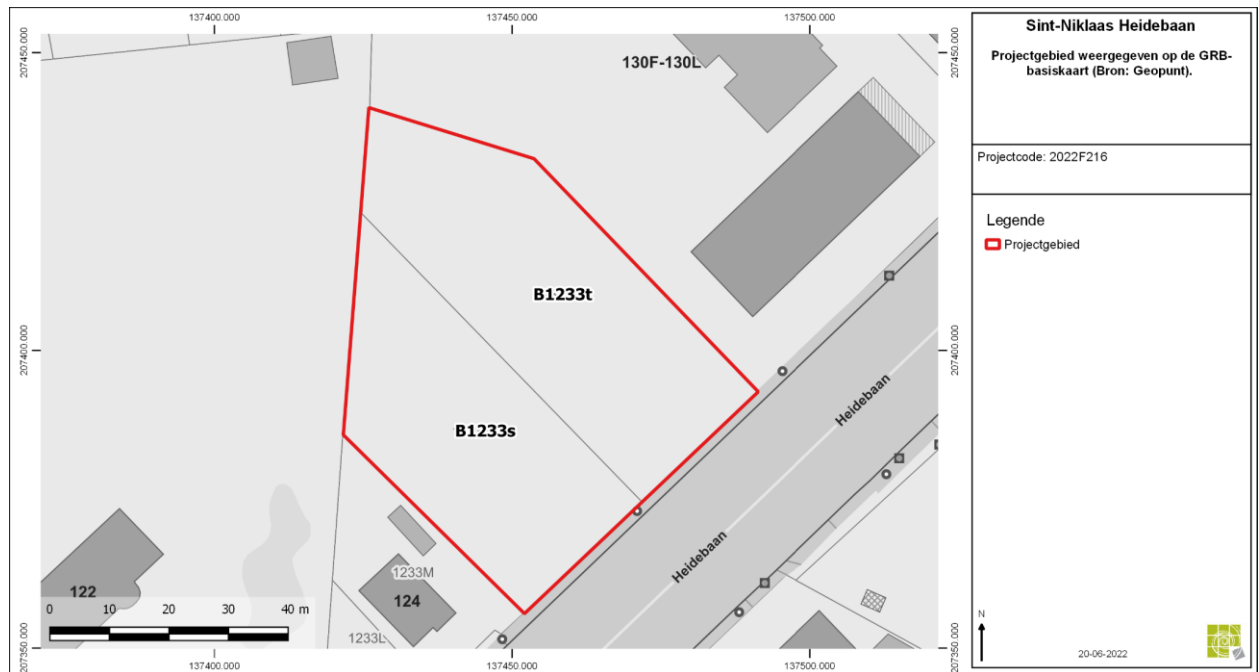 137400.000
137450.000
137500.000
207450.000
207450.000
130F-130L
B1233t
207400.000
207400.000
Heidebaan
B1233s
Heidebaan
1233M
122
124
0 10 20 30 40 m
1233L
207350.000
207350.000
137400.000
137450.000
137500.000
Sint-Niklaas Heidebaan
Projectgebied weergegeven op de GRB-
basiskaart (Bron: Geopunt).
Projectcode: 2022F216
Legende
Projectgebied
N
20-06-2022